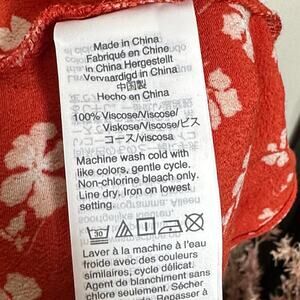 Made in China
Fabriqué en Chine
in China Hergestellt
Vervaardigd in China
中国製
Hecho en China
100% Viscose/Viscose/
Viskose/Viscose/ビス
コース/viscosa
Machine wash cold with
like colors, gentle cycle.
Non-chlorine bleach only.
Line dry. Iron on lowest
setting.
30
Laver à la machine à l'eau
froide avec des couleurs
similaires, cycle délicat.
Agent de blanchiment sans
chlore seulement.
Repasser